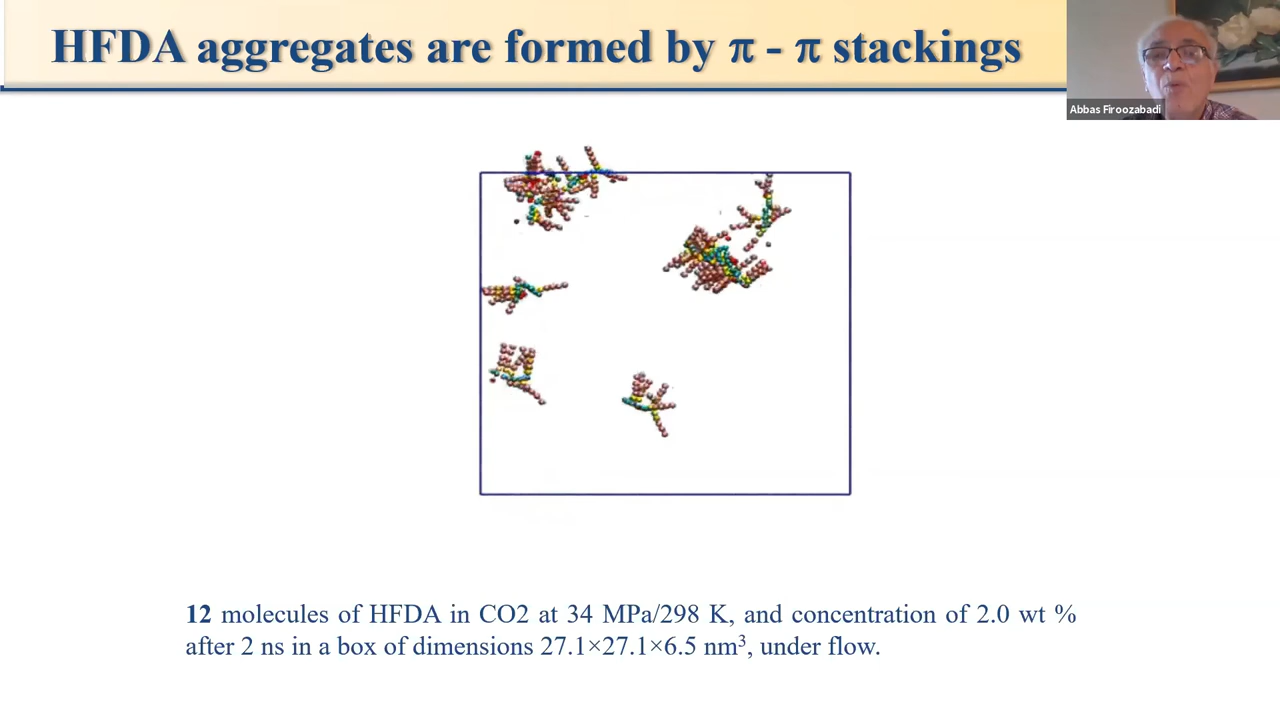 HFDA aggregates are formed by π - π stackings
Abbas Firoozabadi
12 molecules of HFDA in CO2 at 34 MPa/298 K, and concentration of 2.0 wt %
after 2 ns in a box of dimensions 27.1×27.1×6.5 nm³, under flow.